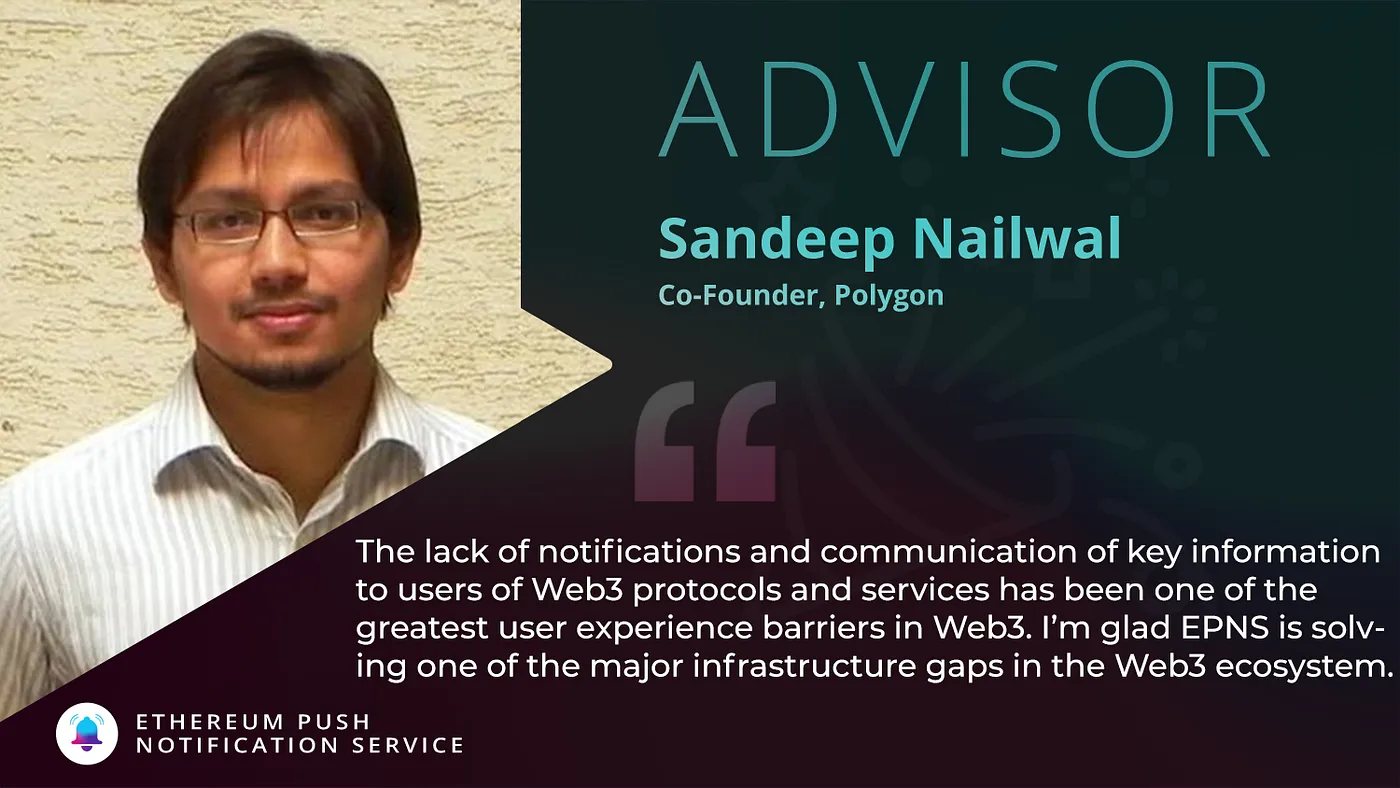 ADVISOR
Sandeep Nailwal
Co-Founder, Polygon
“
The lack of notifications and communication of key information
to users of Web3 protocols and services has been one of the
greatest user experience barriers in Web3. I’m glad EPNS is solv-
ing one of the major infrastructure gaps in the Web3 ecosystem.
ETHEREUM PUSH
NOTIFICATION SERVICE